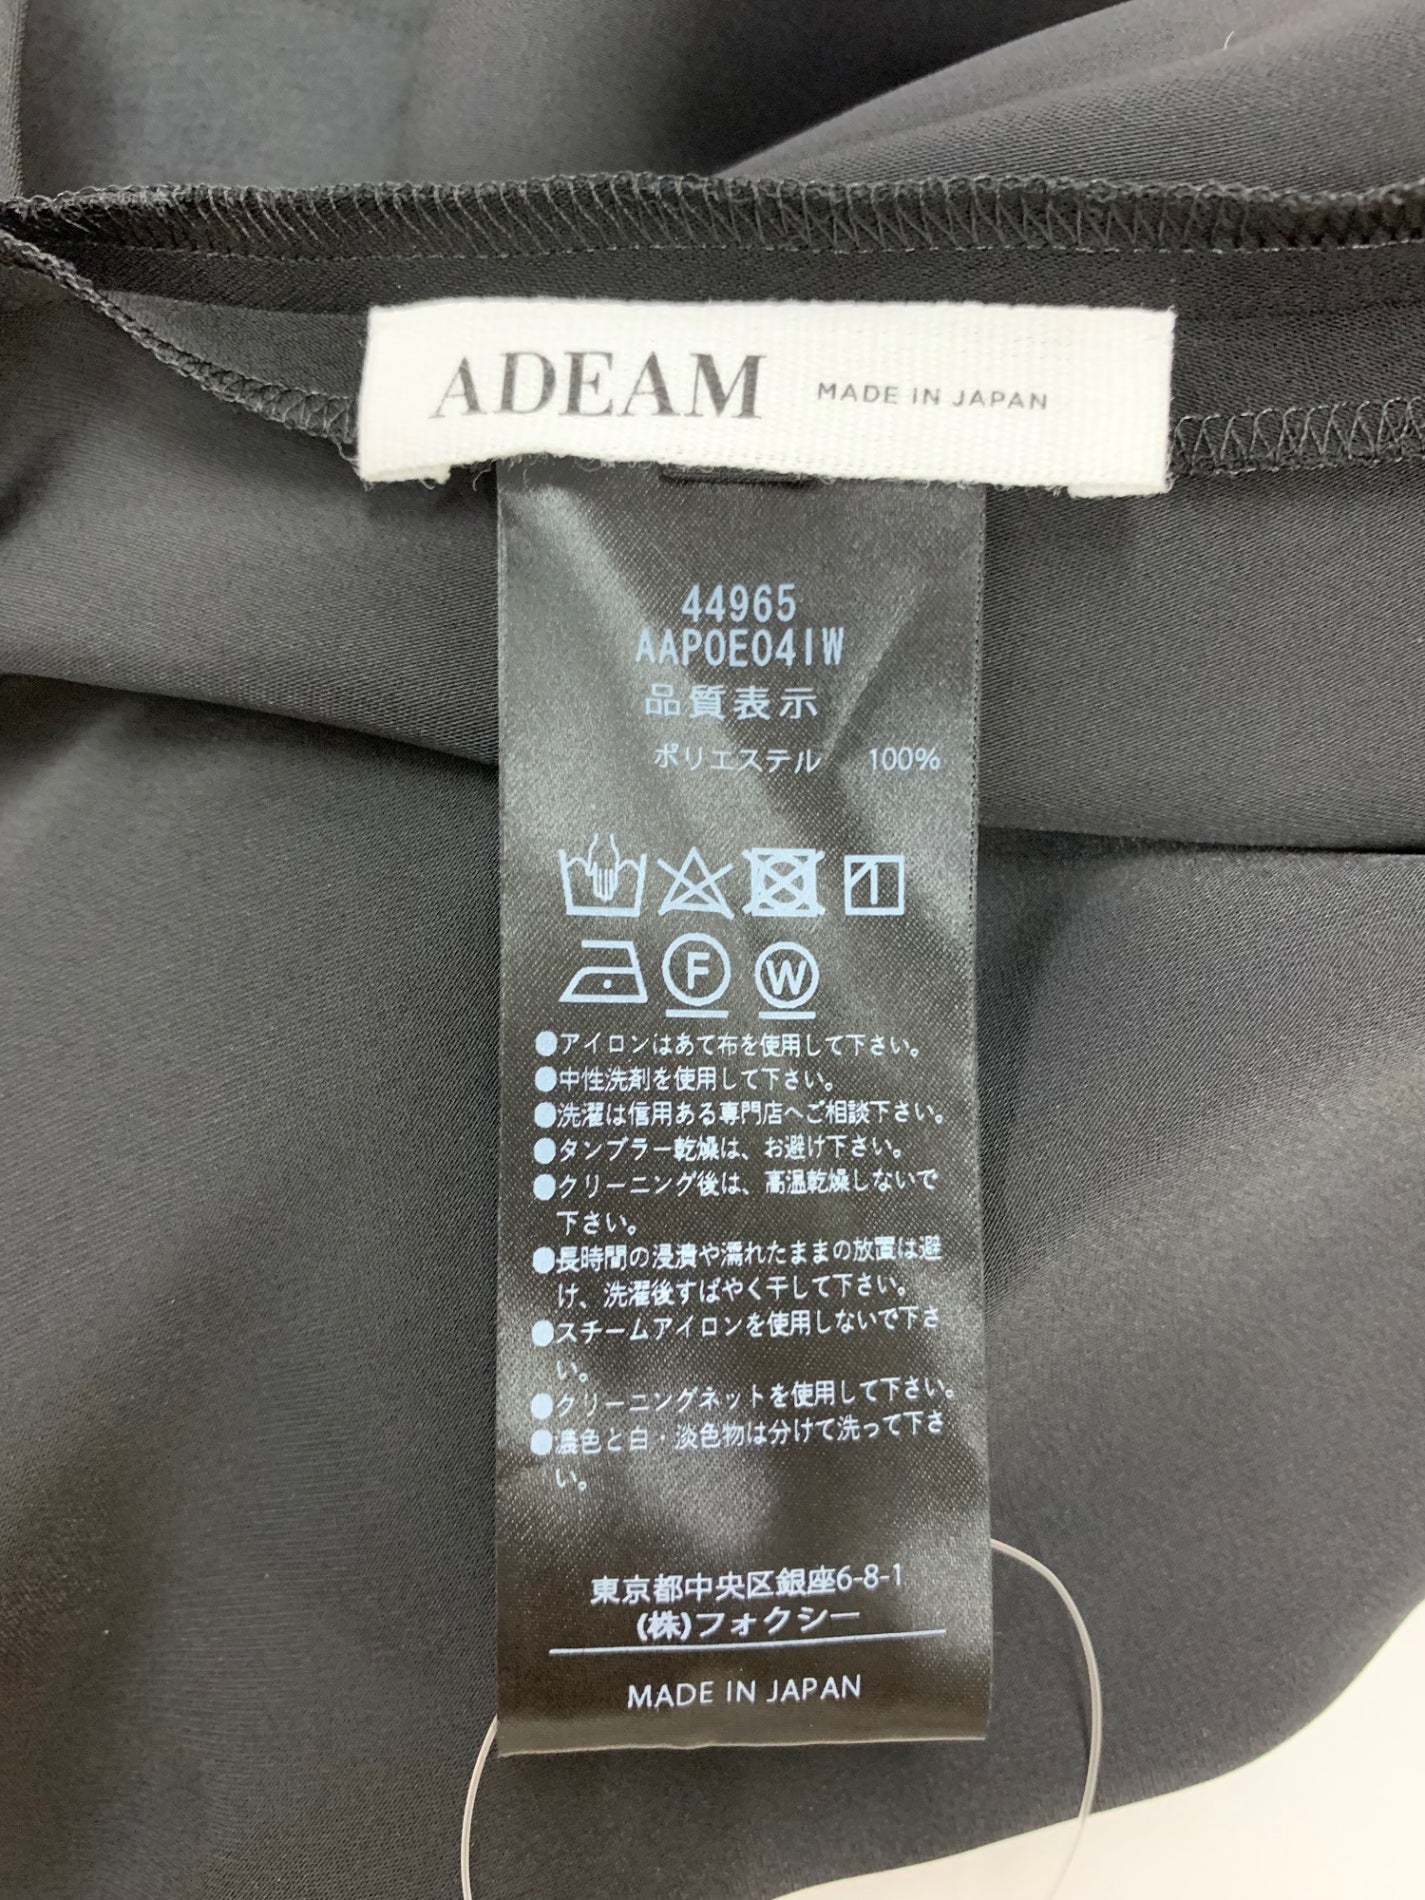 ADEAM MADE IN JAPAN
44965
AAP0E04IW
品質表示
ポリエステル 100%
F W
●アイロンはあて布を使用して下さい。
●中性洗剤を使用して下さい。
●洗濯は信用ある専門店へご相談下さい。
●タンブラー乾燥は、お避け下さい。
●クリーニング後は、高温乾燥しないで
下さい。
●長時間の浸漬や濡れたままの放置は避
け、洗濯後すばやく干して下さい。
●スチームアイロンを使用しないで下さ
い。
●クリーニングネットを使用して下さい。
●濃色と白・淡色物は分けて洗って下さ
い。
東京都中央区銀座6-8-1
(株)フォクシー
MADE IN JAPAN